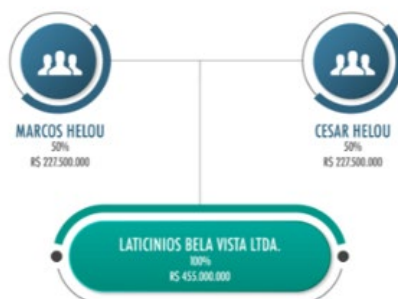 MARCOS HELOU
50%
R$ 227.500.000
CESAR HELOU
50%
R$ 227.500.000
LATICINIOS BELA VISTA LTDA.
100%
R$ 455.000.000